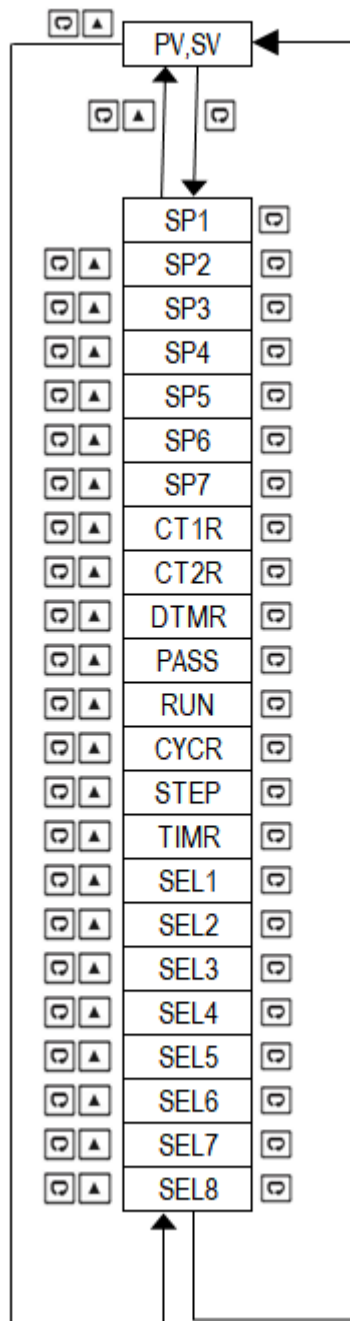 PV,SV
SP1
SP2
SP3
SP4
SP5
SP6
SP7
CT1R
CT2R
DTMR
PASS
RUN
CYCR
STEP
TIMR
SEL1
SEL2
SEL3
SEL4
SEL5
SEL6
SEL7
SEL8